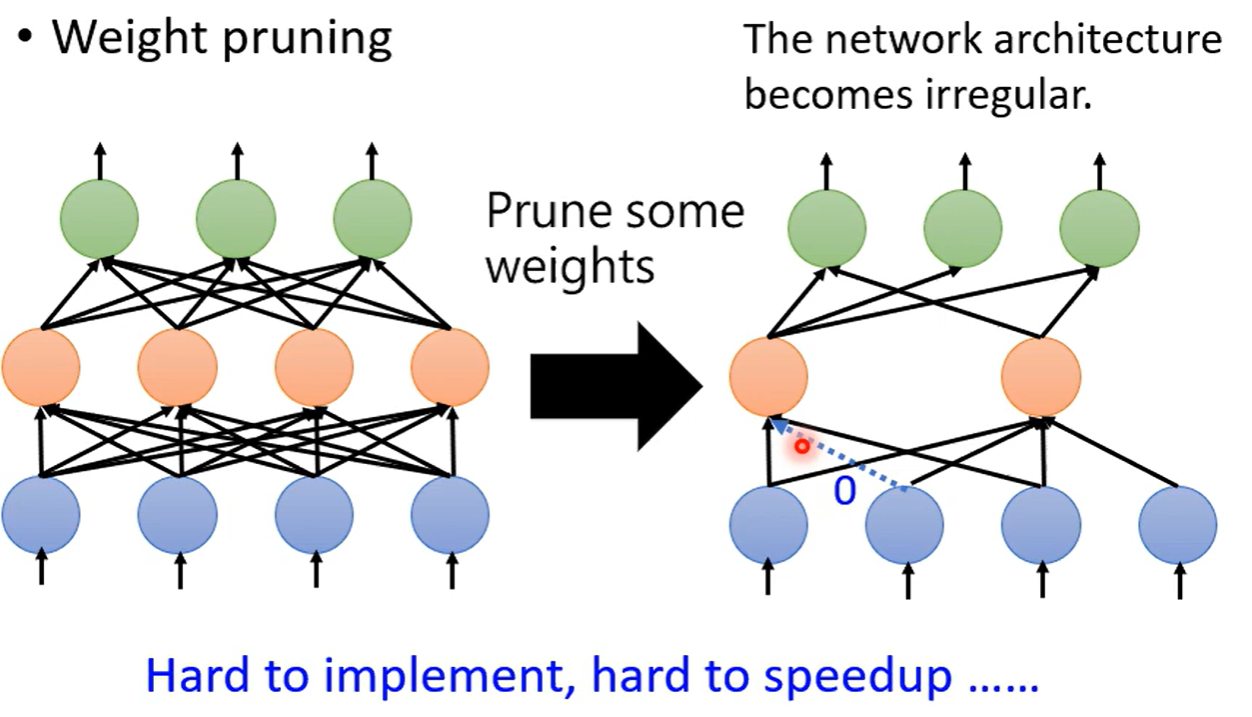 • Weight pruning
The network architecture
becomes irregular.
Prune some
weights
0
Hard to implement, hard to speedup ……